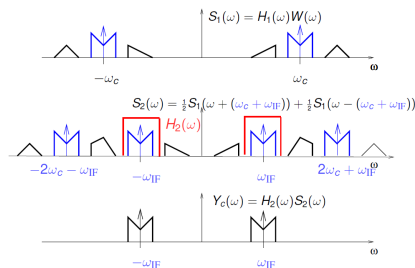 S₁(ω) = H₁(ω)W(ω)
−ω_c
ω_c
ω
S₂(ω) = ½S₁(ω + (ω_c + ω_IF)) + ½S₁(ω − (ω_c + ω_IF))
H₂(ω)
−2ω_c − ω_IF
−ω_IF
ω_IF
2ω_c + ω_IF
ω
Y_c(ω) = H₂(ω)S₂(ω)
−ω_IF
ω_IF
ω